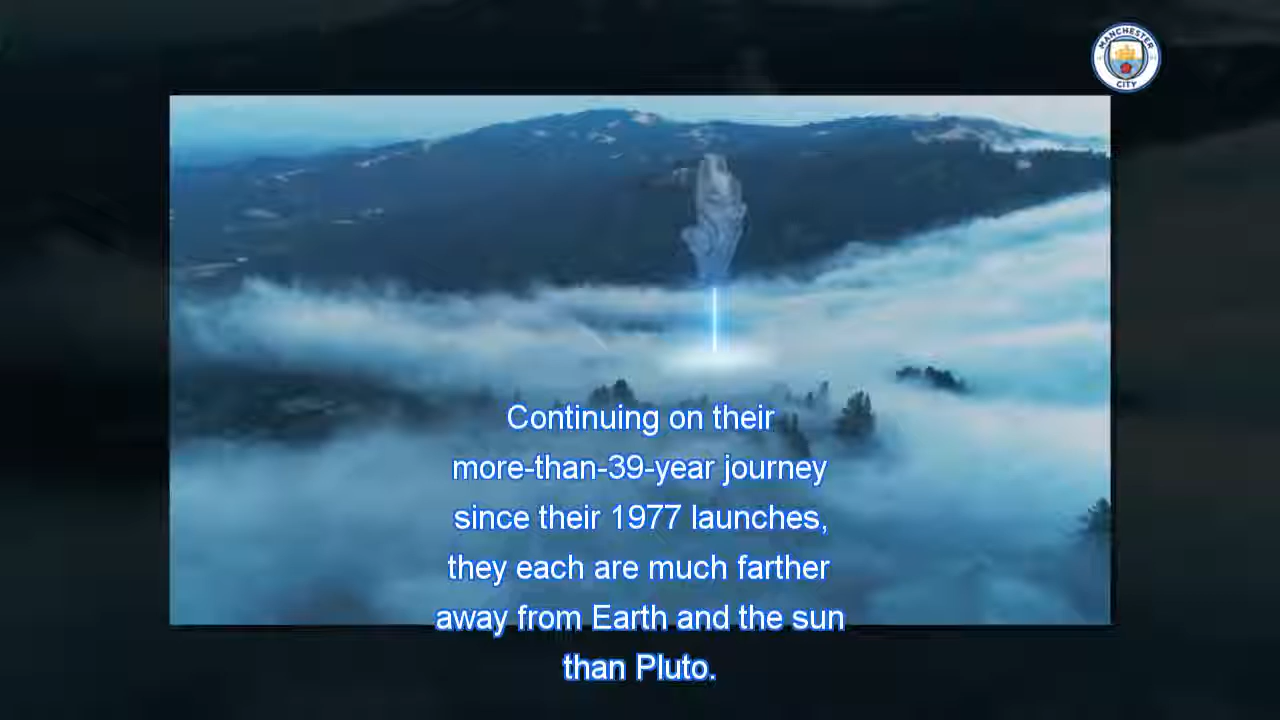 MANCHESTER
CITY
Continuing on their
more-than-39-year journey
since their 1977 launches,
they each are much farther
away from Earth and the sun
than Pluto.